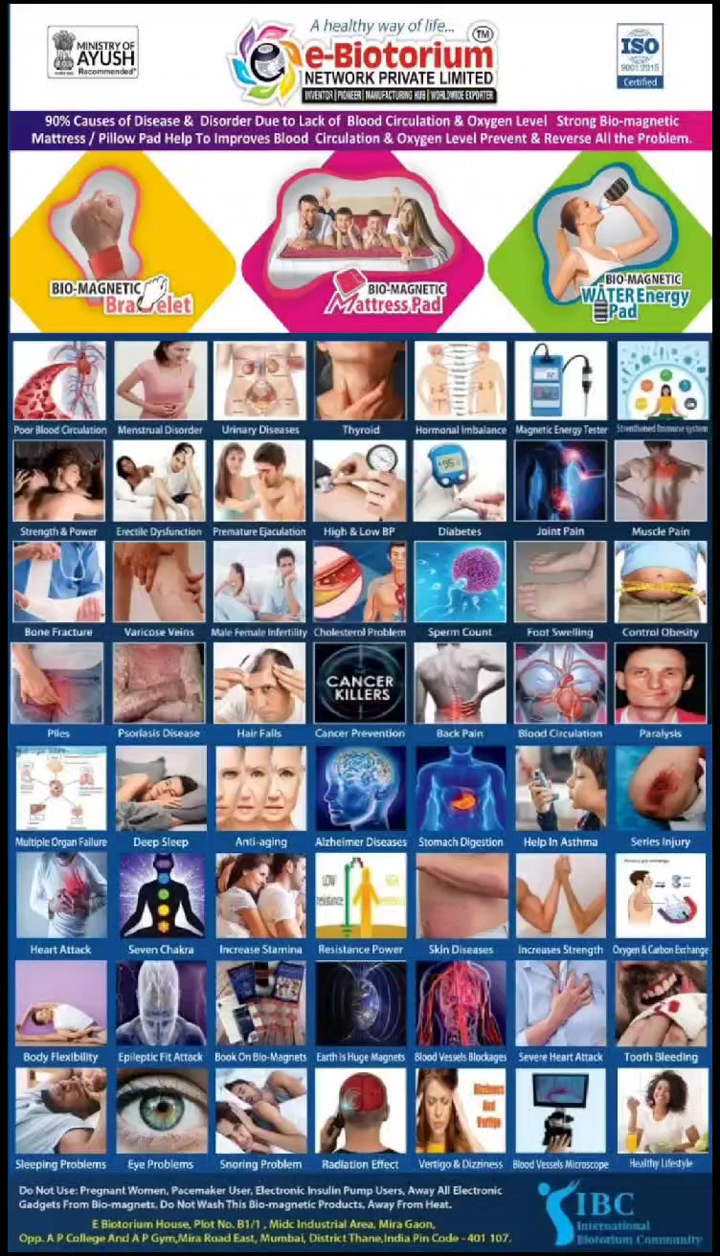 MINISTRY OF
AYUSH
Recommended*
A healthy way of life...
e-Biotorium
TM
NETWORK PRIVATE LIMITED
INVENTOR | PIONEER | MANUFACTURING HUB | WORLDWIDE EXPORTER
ISO
9001:2015
Certified
90% Causes of Disease & Disorder Due to Lack of Blood Circulation & Oxygen Level Strong Bio-magnetic
Mattress / Pillow Pad Help To Improves Blood Circulation & Oxygen Level Prevent & Reverse All the Problem.
BIO-MAGNETIC
Bracelet
BIO-MAGNETIC
Mattress Pad
BIO-MAGNETIC
WATER Energy
Pad
Poor Blood Circulation Menstrual Disorder Urinary Diseases Thyroid Hormonal Imbalance Magnetic Energy Tester Strengthened Immune system
Strength & Power Erectile Dysfunction Premature Ejaculation High & Low BP Diabetes Joint Pain Muscle Pain
Bone Fracture Varicose Veins Male Female Infertility Cholesterol Problem Sperm Count Foot Swelling Control Obesity
CANCER
KILLERS
Piles Psoriasis Disease Hair Falls Cancer Prevention Back Pain Blood Circulation Paralysis
Multiple Organ Failure Deep Sleep Anti-aging Alzheimer Diseases Stomach Digestion Help In Asthma Series Injury
LOW
resistance
HIGH
Heart Attack Seven Chakra Increase Stamina Resistance Power Skin Diseases Increases Strength Oxygen & Carbon Exchange
Body Flexibility Epileptic Fit Attack Book On Bio-Magnets Earth Is Huge Magnets Blood Vessels Blockages Severe Heart Attack Tooth Bleeding
Dizziness
And
Vertigo
Sleeping Problems Eye Problems Snoring Problem Radiation Effect Vertigo & Dizziness Blood Vessels Microscope Healthy Lifestyle
Do Not Use: Pregnant Women, Pacemaker User, Electronic Insulin Pump Users, Away All Electronic
Gadgets From Bio-magnets. Do Not Wash This Bio-magnetic Products, Away From Heat.
E Biotorium House, Plot No. B1/1 , Midc Industrial Area, Mira Gaon,
Opp. A P College And A P Gym,Mira Road East, Mumbai, District Thane,India Pin Code - 401 107.
IBC
International
Biotorium Community